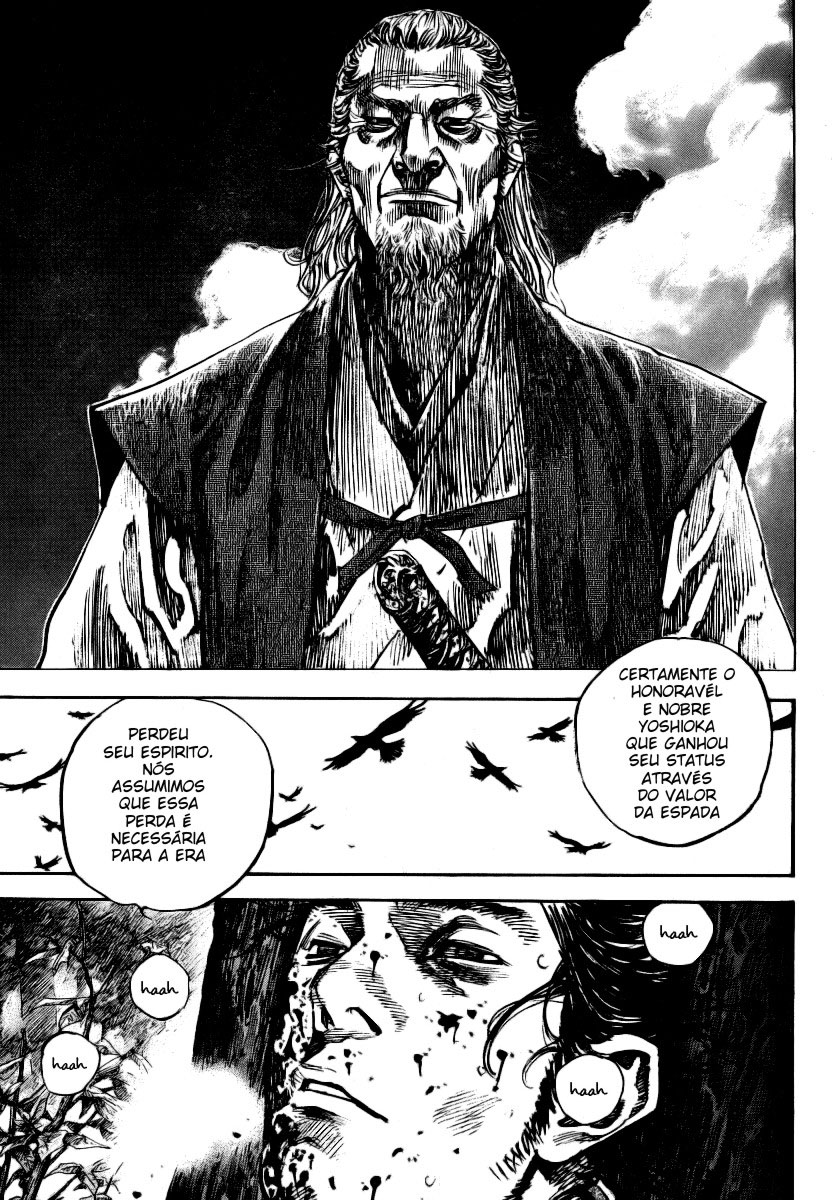 CERTAMENTE O
HONORAVÉL
E NOBRE
YOSHIOKA
QUE GANHOU
SEU STATUS
ATRAVÉS
DO VALOR
DA ESPADA
PERDEU
SEU ESPIRITO.
NÓS
ASSUMIMOS
QUE ESSA
PERDA É
NECESSÁRIA
PARA A ERA
haah
haah
haah
haah